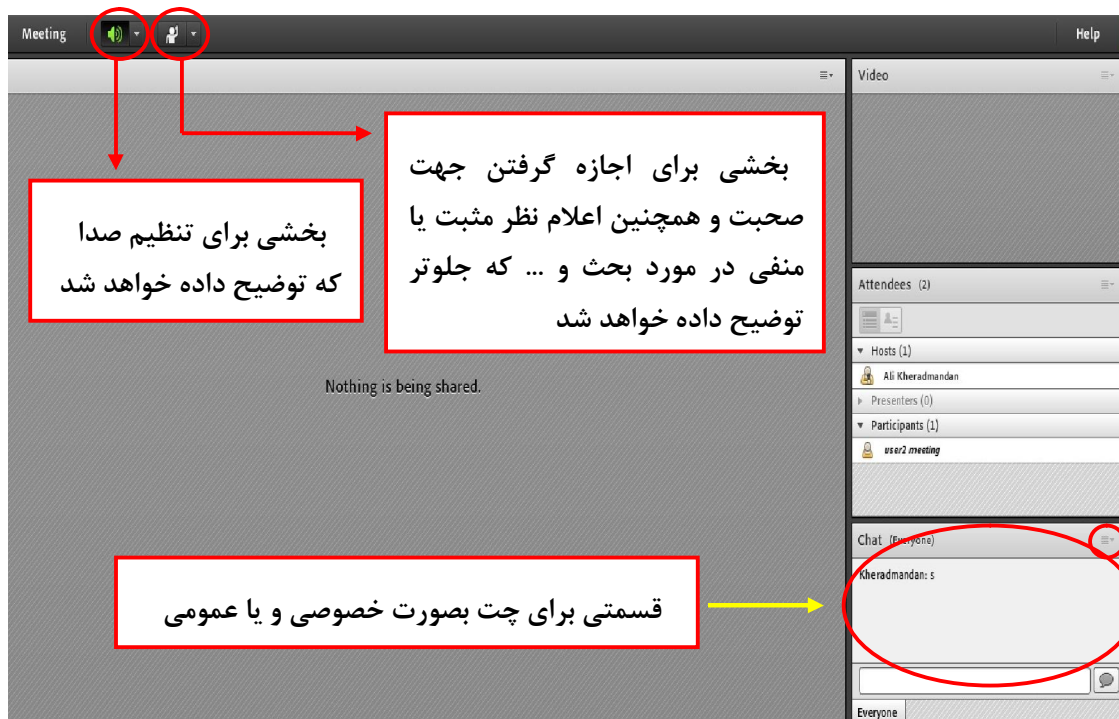 Meeting
Help
Video
بخشی برای اجازه گرفتن جهت
صحبت و همچنین اعلام نظر مثبت یا
منفی در مورد بحث و ... که جلوتر
توضیح داده خواهد شد
بخشی برای تنظیم صدا
که توضیح داده خواهد شد
Nothing is being shared.
Attendees (2)
Hosts (1)
Ali Kheradmandan
Presenters (0)
Participants (1)
user2 meeting
قسمتی برای چت بصورت خصوصی و یا عمومی
Chat (Everyone)
Kheradmandan: s
Everyone